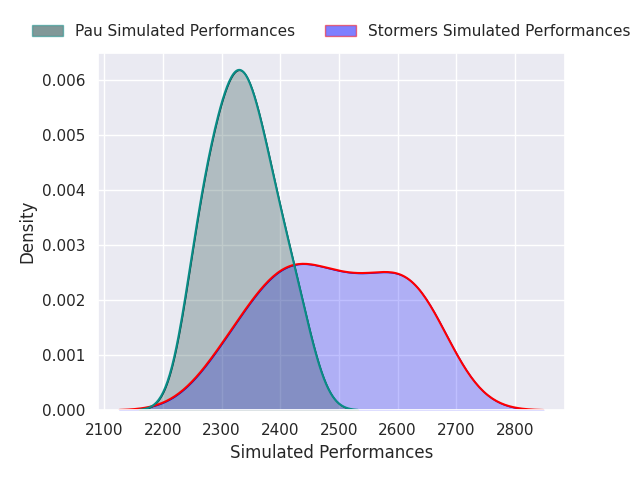 Pau Simulated Performances
Stormers Simulated Performances
0.006
0.005
0.004
0.003
0.002
0.001
0.000
Density
2100 2200 2300 2400 2500 2600 2700 2800
Simulated Performances